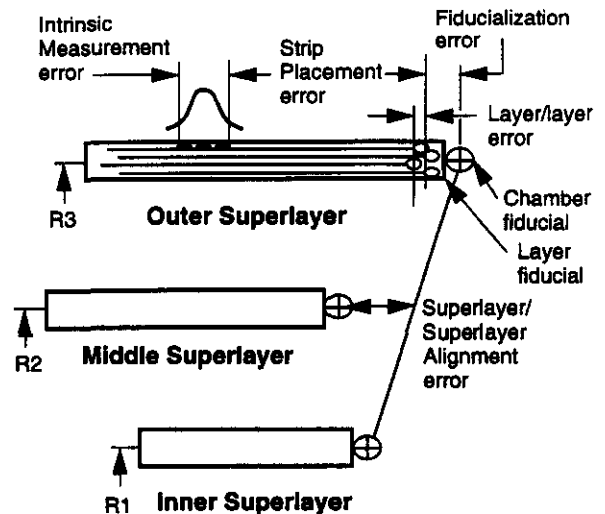 Intrinsic
Measurement
error
Strip
Placement
error
Fiducialization
error
Layer/layer
error
R3
Outer Superlayer
Chamber
fiducial
Layer
fiducial
R2
Middle Superlayer
Superlayer/
Superlayer
Alignment
error
R1
Inner Superlayer